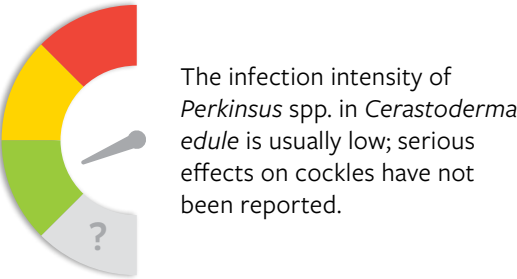 The infection intensity of
Perkinsus spp. in Cerastoderma
edule is usually low; serious
effects on cockles have not
been reported.
?